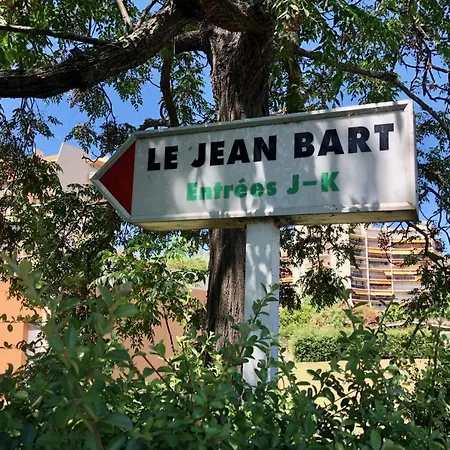 LE JEAN BART
Entrées J-K